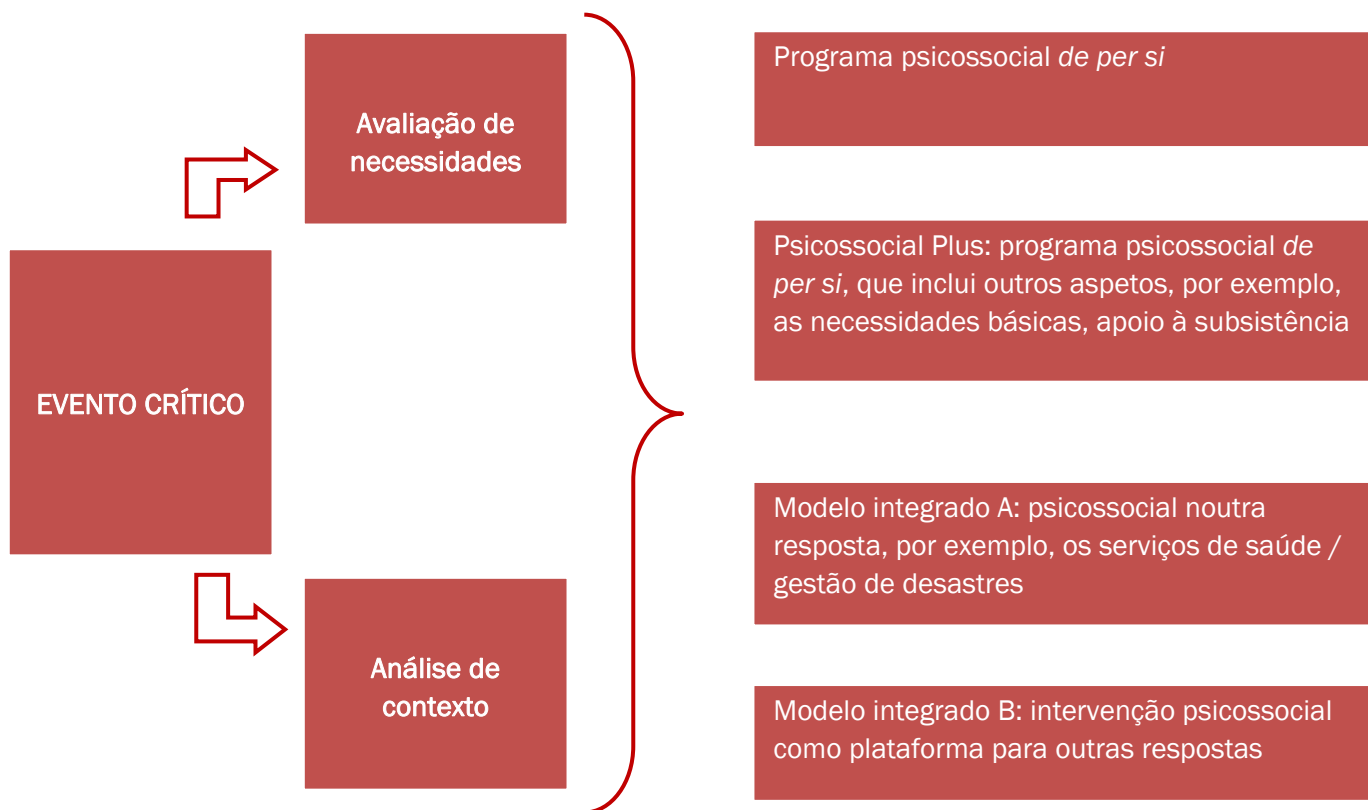 EVENTO CRÍTICO
Avaliação de
necessidades
Análise de
contexto
Programa psicossocial de per si
Psicossocial Plus: programa psicossocial de
per si, que inclui outros aspetos, por exemplo,
as necessidades básicas, apoio à subsistência
Modelo integrado A: psicossocial noutra
resposta, por exemplo, os serviços de saúde /
gestão de desastres
Modelo integrado B: intervenção psicossocial
como plataforma para outras respostas